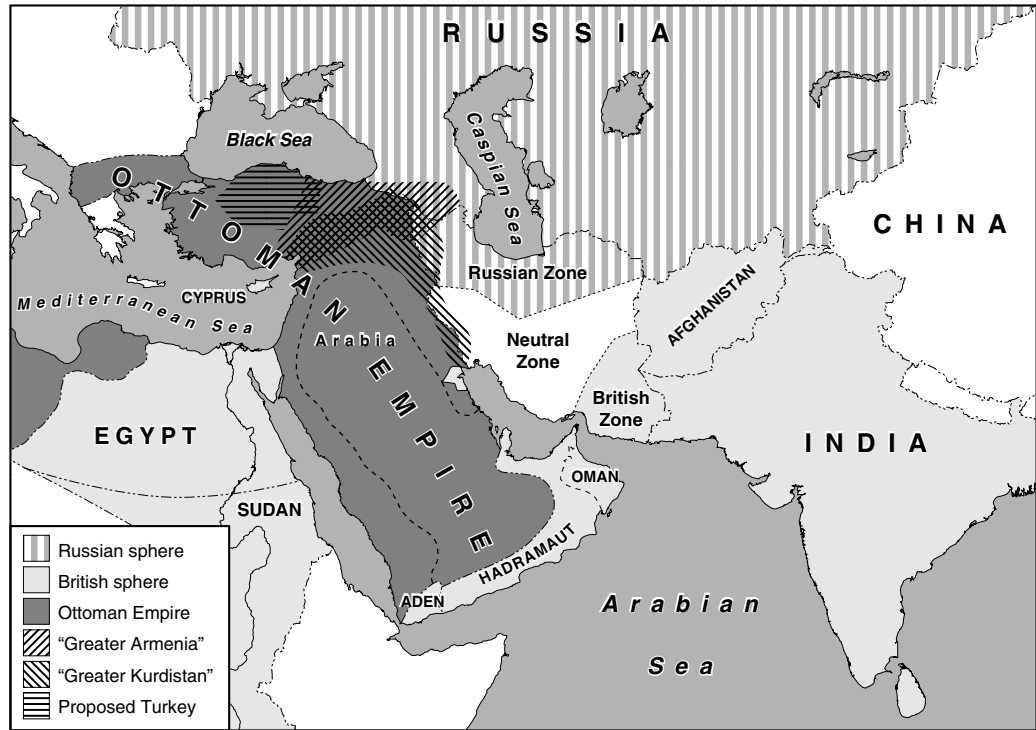 RUSSIA
Black Sea
Caspian Sea
CHINA
OTTOMAN EMPIRE
Russian Zone
AFGHANISTAN
CYPRUS
Mediterranean Sea
Arabia
Neutral
Zone
British
Zone
EGYPT
INDIA
OMAN
SUDAN
HADRAMAUT
ADEN
Arabian
Sea
Russian sphere
British sphere
Ottoman Empire
“Greater Armenia”
“Greater Kurdistan”
Proposed Turkey